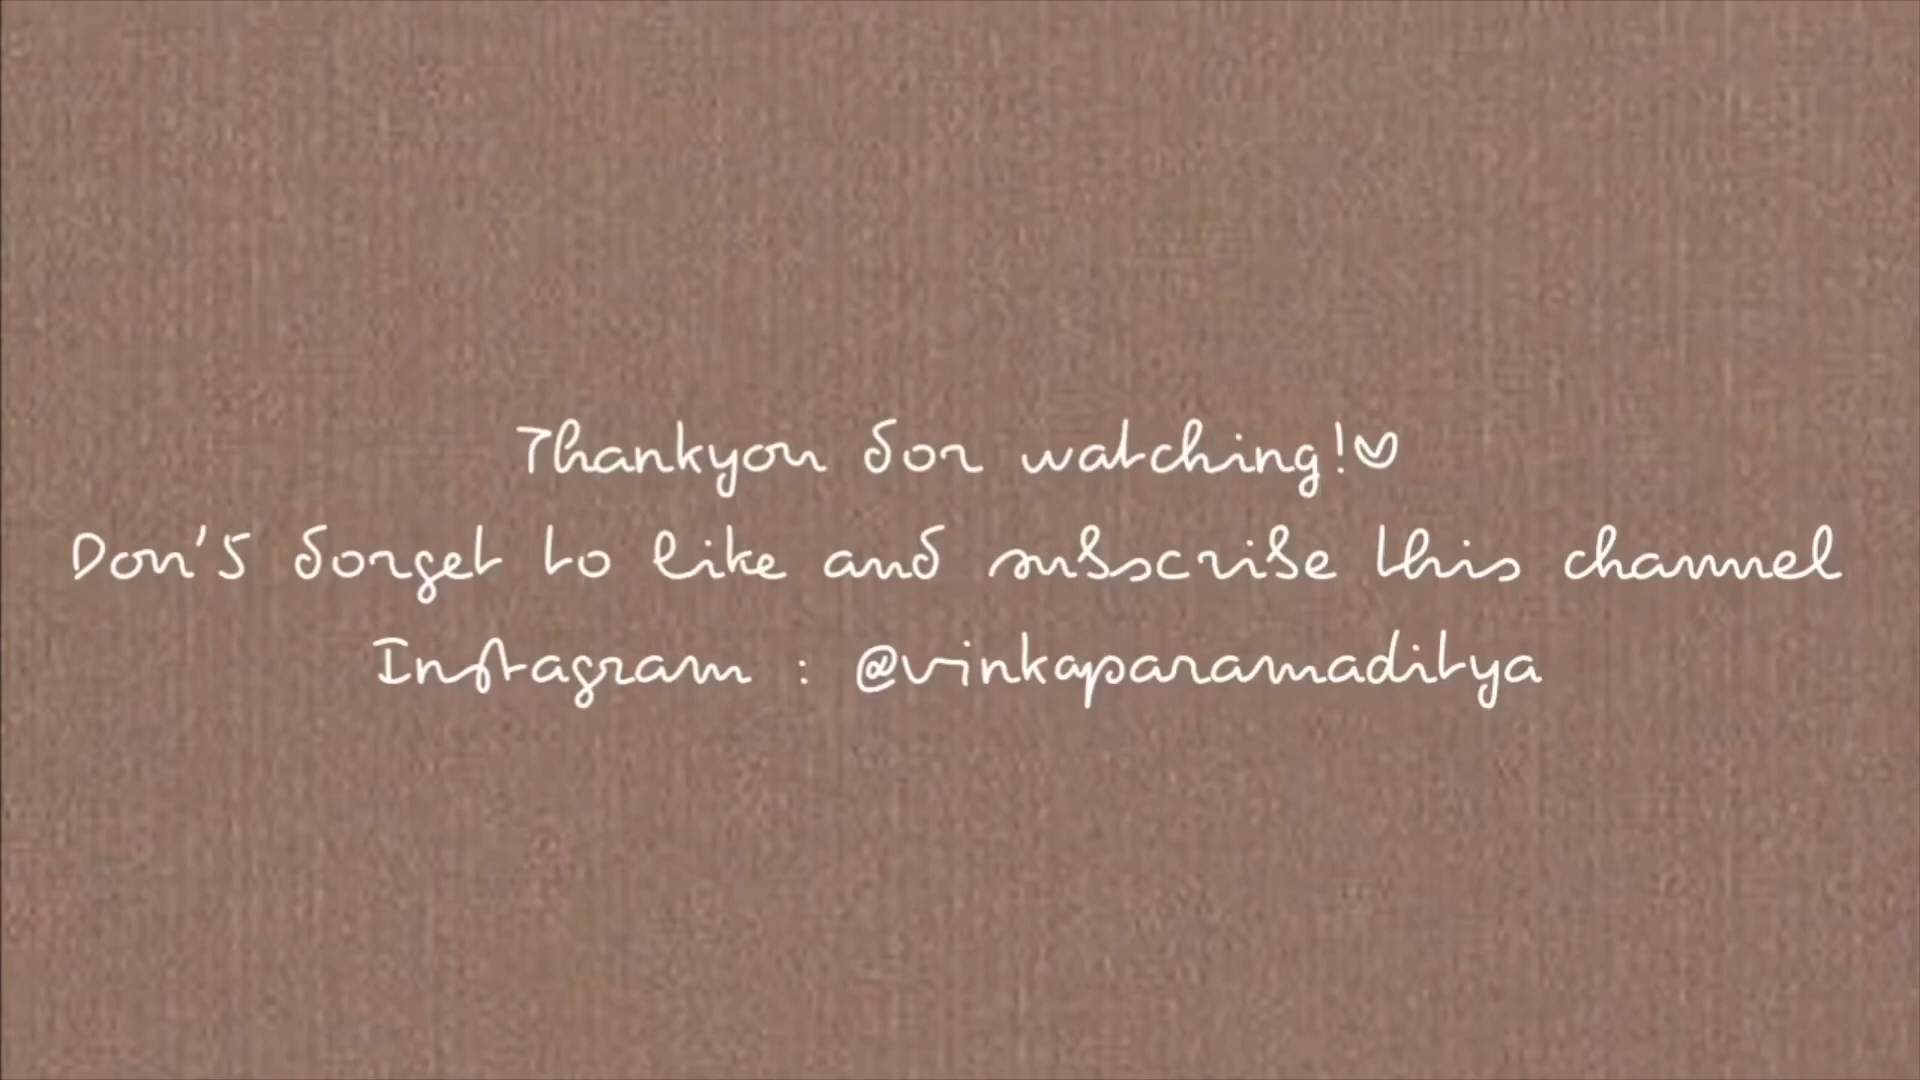 Thankyou for watching!♡
Don't forget to like and subscribe this channel
Instagram : @vinkaparamaditya